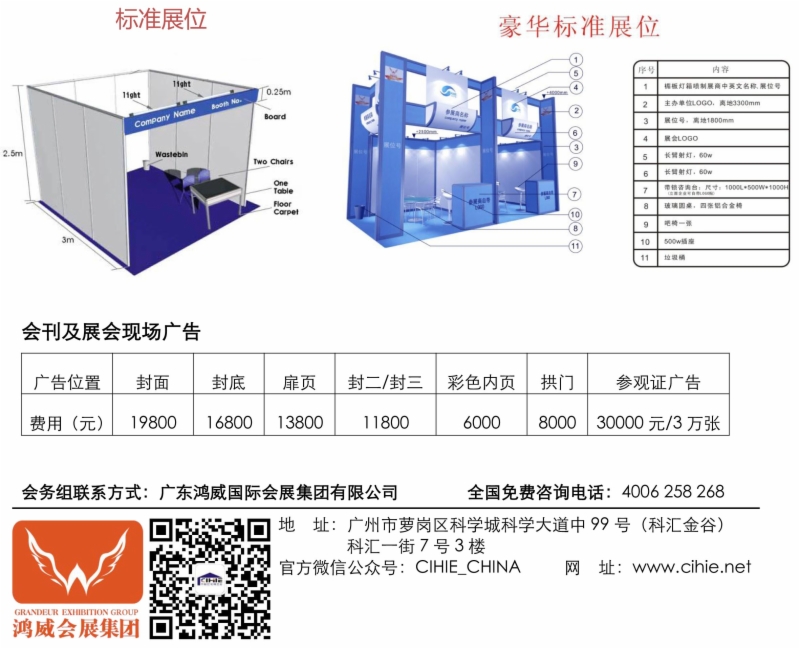 标准展位
豪华标准展位
light
light
0.25m
Company Name
Booth No.
Board
2.5m
Wastebin
Two Chairs
One
Table
Floor
Carpet
3m
1
5
4
2
6
3
9
7
10
8
11
序号 内容
1 楣板灯箱喷制展商中英文名称,展位号
2 主办单位LOGO，离地3300mm
3 展位号，离地1800mm
4 展会LOGO
5 长臂射灯，60w
6 长臂射灯，60w
7 带锁咨询台：尺寸：1000L*500W*1000H
8 玻璃圆桌，四张铝合金椅
9 吧椅一张
10 500w插座
11 垃圾桶
会刊及展会现场广告
广告位置 封面 封底 扉页 封二/封三 彩色内页 拱门 参观证广告
费用（元） 19800 16800 13800 11800 6000 8000 30000 元/3 万张
会务组联系方式：广东鸿威国际会展集团有限公司 全国免费咨询电话：4006 258 268
地 址：广州市萝岗区科学城科学大道中 99 号（科汇金谷）
科汇一街 7 号 3 楼
官方微信公众号：CIHIE_CHINA 网 址：www.cihie.net
CIHIE
GRANDEUR EXHIBITION GROUP
鸿威会展集团